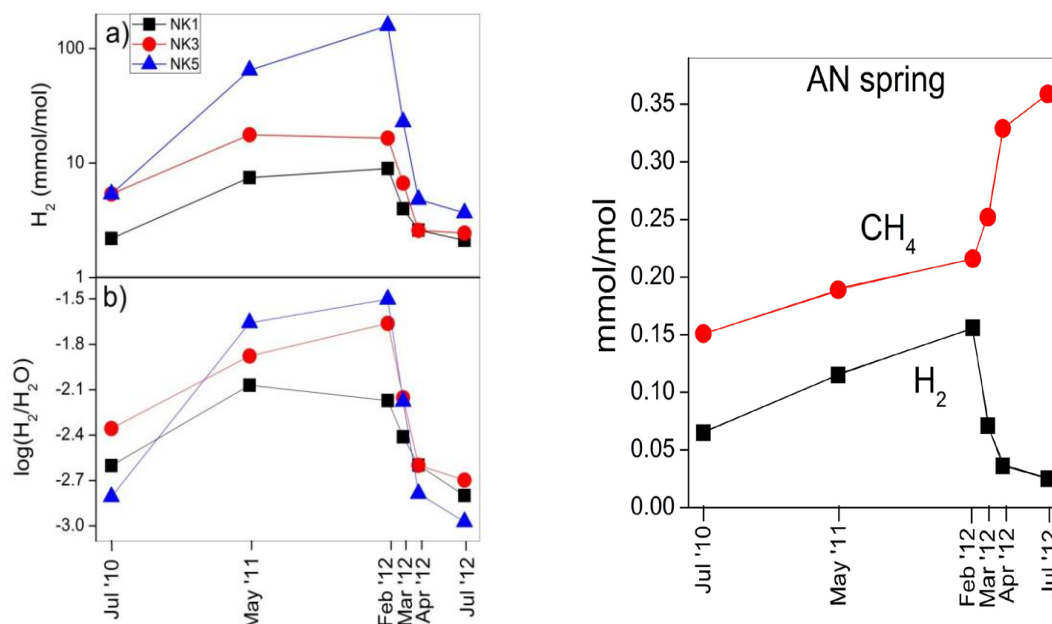 a)
NK1
NK3
NK5
100
10
1
H₂ (mmol/mol)
b)
-1.5
-1.8
-2.1
-2.4
-2.7
-3.0
log(H₂/H₂O)
Jul '10
May '11
Feb '12
Mar '12
Apr '12
Jul '12
AN spring
0.35
0.30
0.25
0.20
0.15
0.10
0.05
0.00
mmol/mol
CH₄
H₂
Jul '10
May '11
Feb '12
Mar '12
Apr '12
Jul '12